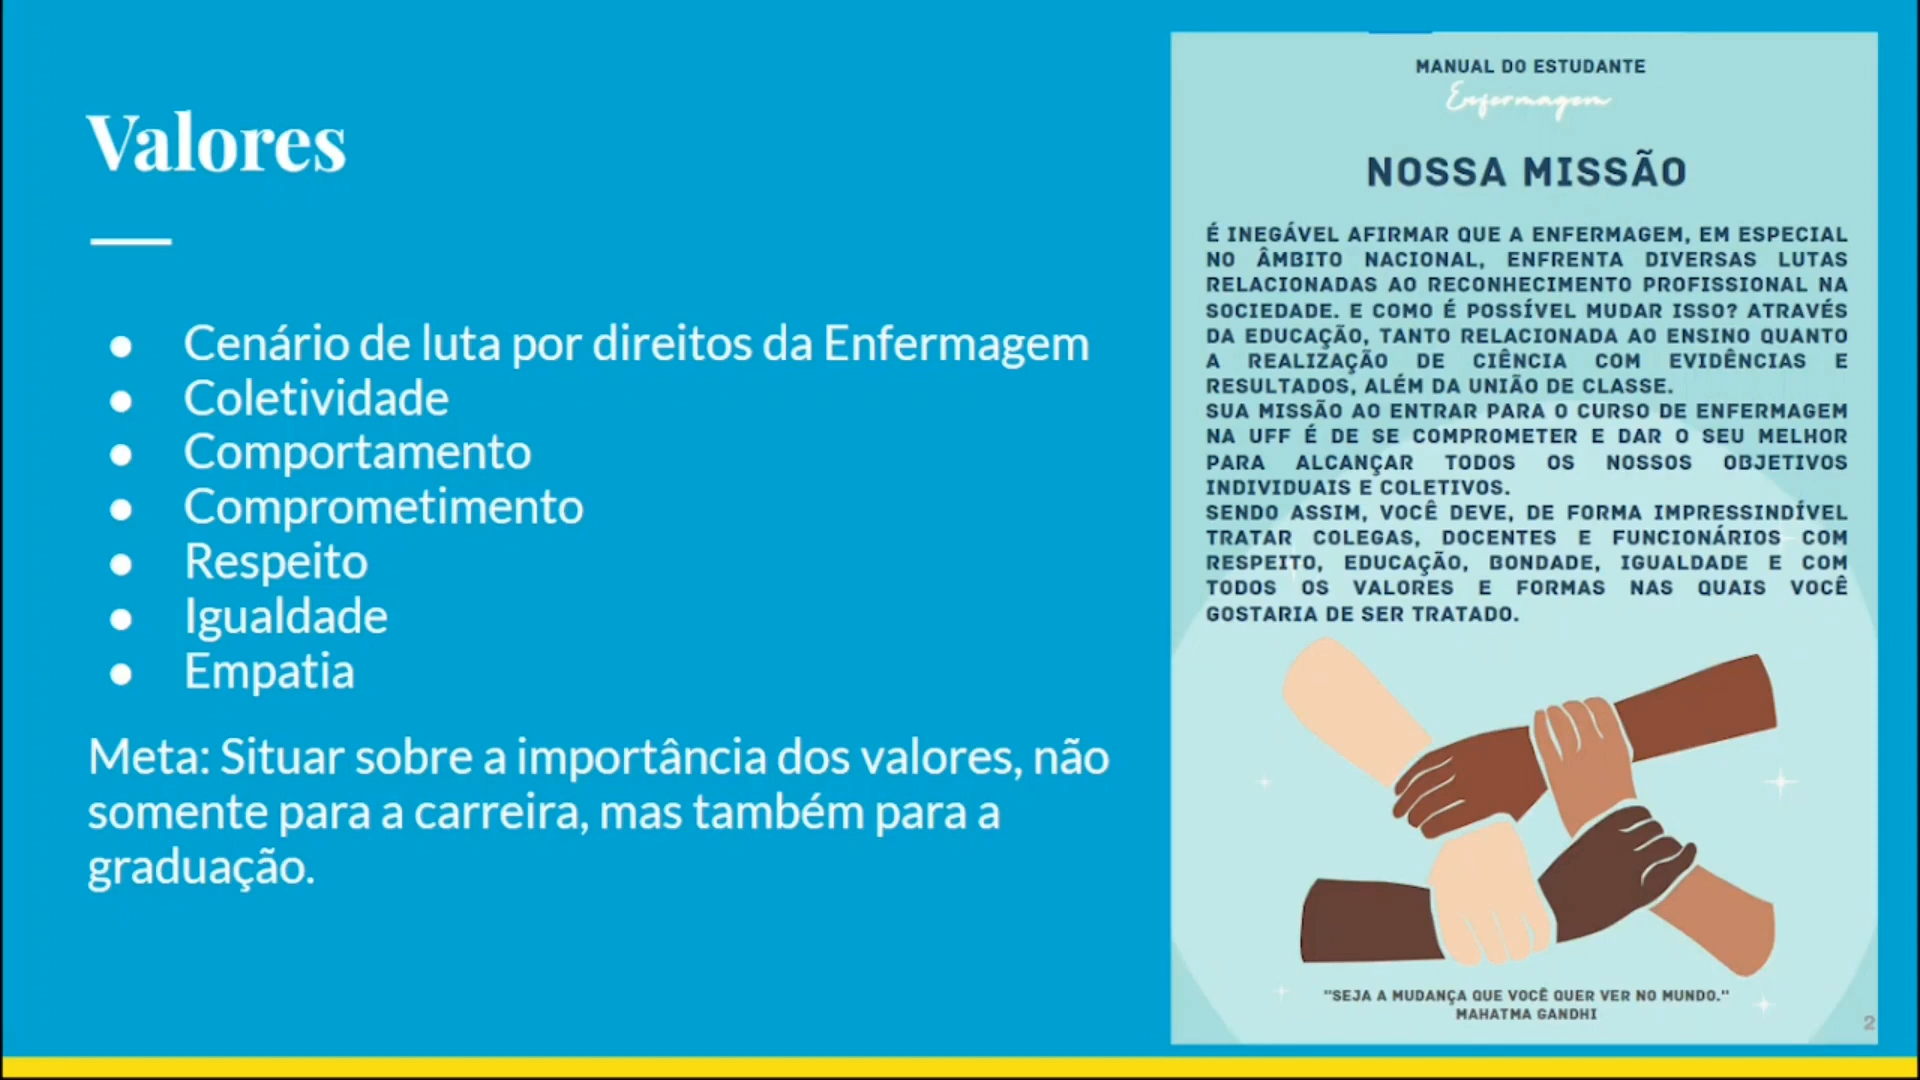 Valores
● Cenário de luta por direitos da Enfermagem
● Coletividade
● Comportamento
● Comprometimento
● Respeito
● Igualdade
● Empatia
Meta: Situar sobre a importância dos valores, não
somente para a carreira, mas também para a
graduação.
MANUAL DO ESTUDANTE
Enfermagem
NOSSA MISSÃO
É INEGÁVEL AFIRMAR QUE A ENFERMAGEM, EM ESPECIAL
NO ÂMBITO NACIONAL, ENFRENTA DIVERSAS LUTAS
RELACIONADAS AO RECONHECIMENTO PROFISSIONAL NA
SOCIEDADE. E COMO É POSSÍVEL MUDAR ISSO? ATRAVÉS
DA EDUCAÇÃO, TANTO RELACIONADA AO ENSINO QUANTO
A REALIZAÇÃO DE CIÊNCIA COM EVIDÊNCIAS E
RESULTADOS, ALÉM DA UNIÃO DE CLASSE.
SUA MISSÃO AO ENTRAR PARA O CURSO DE ENFERMAGEM
NA UFF É DE SE COMPROMETER E DAR O SEU MELHOR
PARA ALCANÇAR TODOS OS NOSSOS OBJETIVOS
INDIVIDUAIS E COLETIVOS.
SENDO ASSIM, VOCÊ DEVE, DE FORMA IMPRESSINDÍVEL
TRATAR COLEGAS, DOCENTES E FUNCIONÁRIOS COM
RESPEITO, EDUCAÇÃO, BONDADE, IGUALDADE E COM
TODOS OS VALORES E FORMAS NAS QUAIS VOCÊ
GOSTARIA DE SER TRATADO.
"SEJA A MUDANÇA QUE VOCÊ QUER VER NO MUNDO."
MAHATMA GANDHI
2